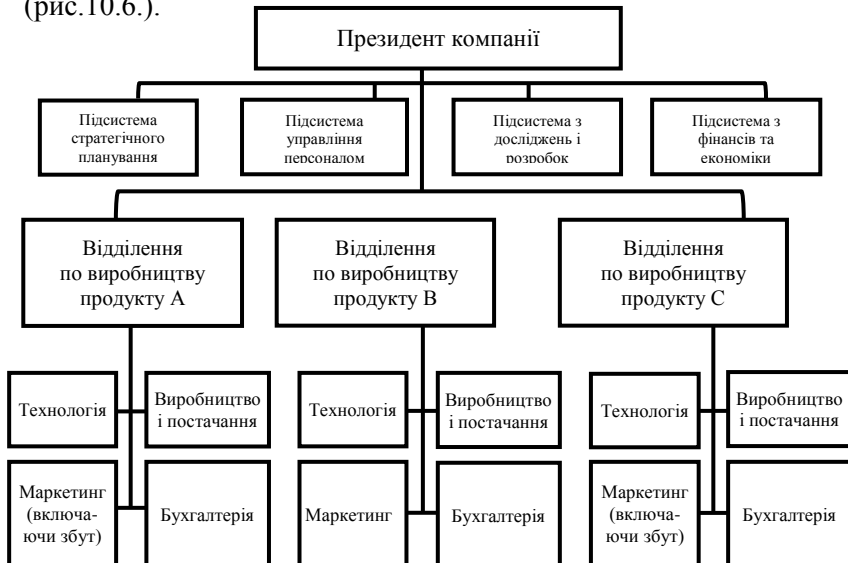 (рис.10.6.).
Президент компанії
Підсистема
стратегічного
планування
Підсистема
управління
персоналом
Підсистема з
досліджень і
розробок
Підсистема з
фінансів та
економіки
Відділення
по виробництву
продукту А
Відділення
по виробництву
продукту В
Відділення
по виробництву
продукту С
Технологія
Виробництво
і постачання
Технологія
Виробництво
і постачання
Технологія
Виробництво
і постачання
Маркетинг
(включа-
ючи збут)
Бухгалтерія
Маркетинг
Бухгалтерія
Маркетинг
(включа-
ючи збут)
Бухгалтерія